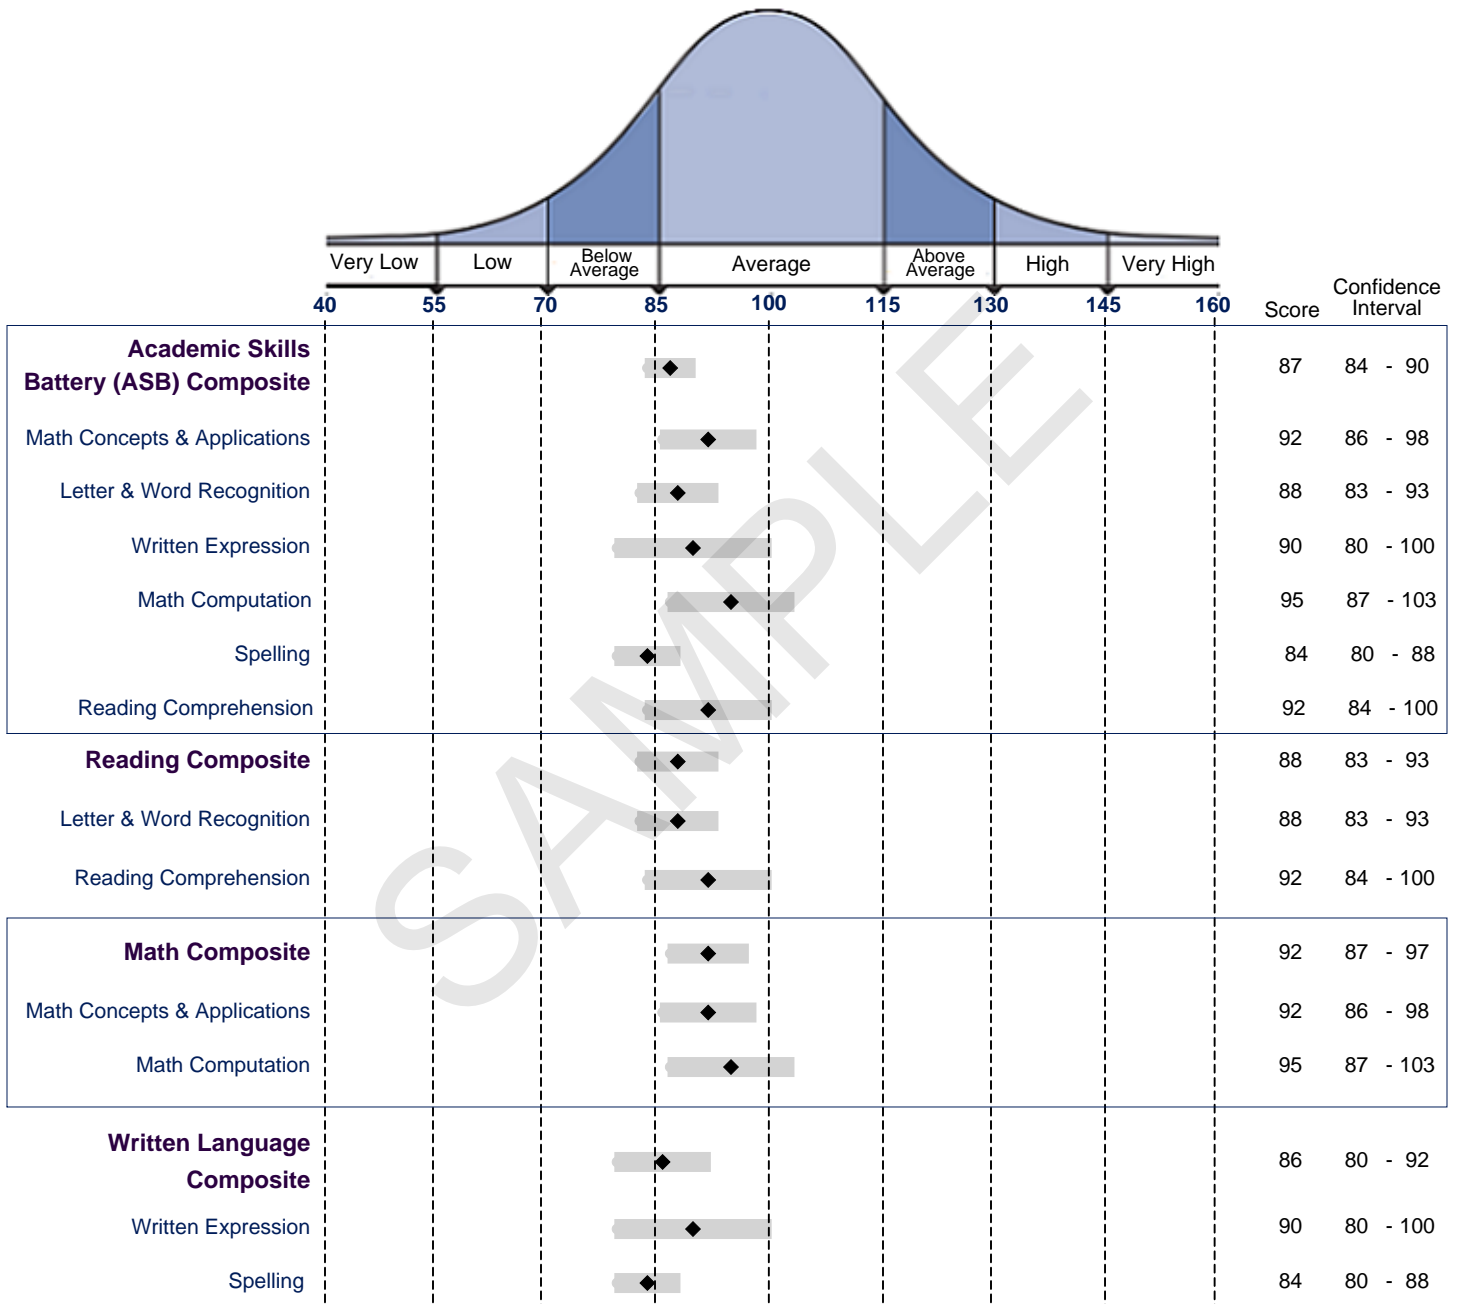 Very Low Low Below Average Average Above Average High Very High
40 55 70 85 100 115 130 145 160 Score Confidence Interval
Academic Skills
Battery (ASB) Composite 87 84 - 90
Math Concepts & Applications 92 86 - 98
Letter & Word Recognition 88 83 - 93
Written Expression 90 80 - 100
Math Computation 95 87 - 103
Spelling 84 80 - 88
Reading Comprehension 92 84 - 100
Reading Composite 88 83 - 93
Letter & Word Recognition 88 83 - 93
Reading Comprehension 92 84 - 100
Math Composite 92 87 - 97
Math Concepts & Applications 92 86 - 98
Math Computation 95 87 - 103
Written Language
Composite 86 80 - 92
Written Expression 90 80 - 100
Spelling 84 80 - 88
SAMPLE